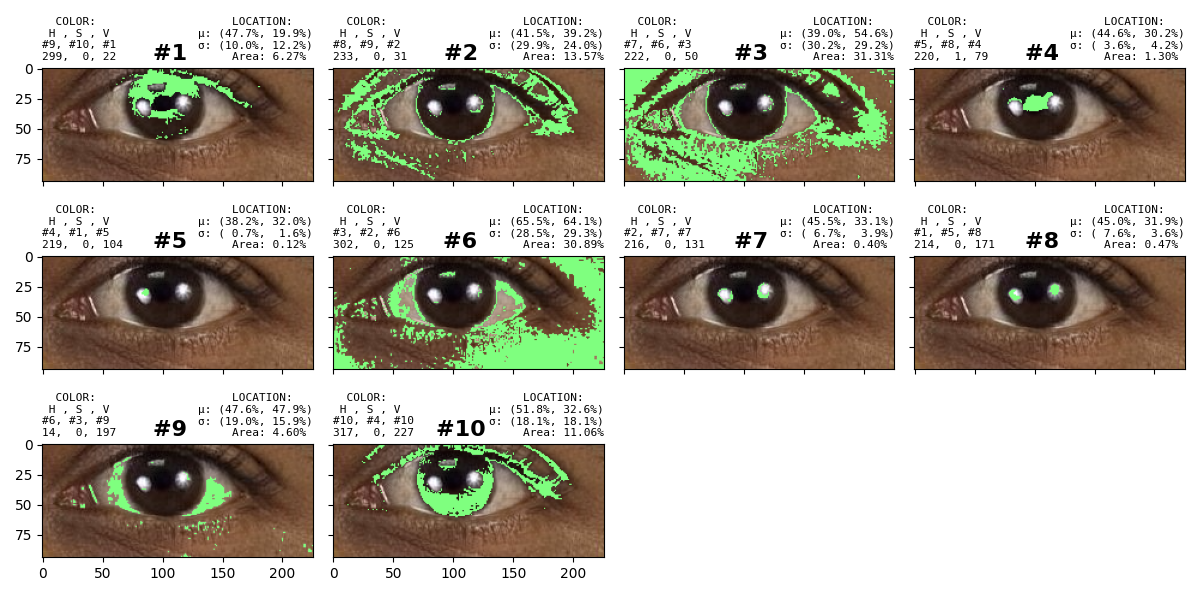 COLOR: LOCATION:
H , S , V μ: (47.7%, 19.9%)
#9, #10, #1 #1 σ: (10.0%, 12.2%)
299, 0, 22 Area: 6.27%
COLOR: LOCATION:
H , S , V μ: (41.5%, 39.2%)
#8, #9, #2 #2 σ: (29.9%, 24.0%)
233, 0, 31 Area: 13.57%
COLOR: LOCATION:
H , S , V μ: (39.0%, 54.6%)
#7, #6, #3 #3 σ: (30.2%, 29.2%)
222, 0, 50 Area: 31.31%
COLOR: LOCATION:
H , S , V μ: (44.6%, 30.2%)
#5, #8, #4 #4 σ: ( 3.6%, 4.2%)
220, 1, 79 Area: 1.30%
0
25
50
75
COLOR: LOCATION:
H , S , V μ: (38.2%, 32.0%)
#4, #1, #5 #5 σ: ( 0.7%, 1.6%)
219, 0, 104 Area: 0.12%
COLOR: LOCATION:
H , S , V μ: (65.5%, 64.1%)
#3, #2, #6 #6 σ: (28.5%, 29.3%)
302, 0, 125 Area: 30.89%
COLOR: LOCATION:
H , S , V μ: (45.5%, 33.1%)
#2, #7, #7 #7 σ: ( 6.7%, 3.9%)
216, 0, 131 Area: 0.40%
COLOR: LOCATION:
H , S , V μ: (45.0%, 31.9%)
#1, #5, #8 #8 σ: ( 7.6%, 3.6%)
214, 0, 171 Area: 0.47%
0
25
50
75
COLOR: LOCATION:
H , S , V μ: (47.6%, 47.9%)
#6, #3, #9 #9 σ: (19.0%, 15.9%)
14, 0, 197 Area: 4.60%
COLOR: LOCATION:
H , S , V μ: (51.8%, 32.6%)
#10, #4, #10 #10 σ: (18.1%, 18.1%)
317, 0, 227 Area: 11.06%
0
25
50
75
0 50 100 150 200
0 50 100 150 200